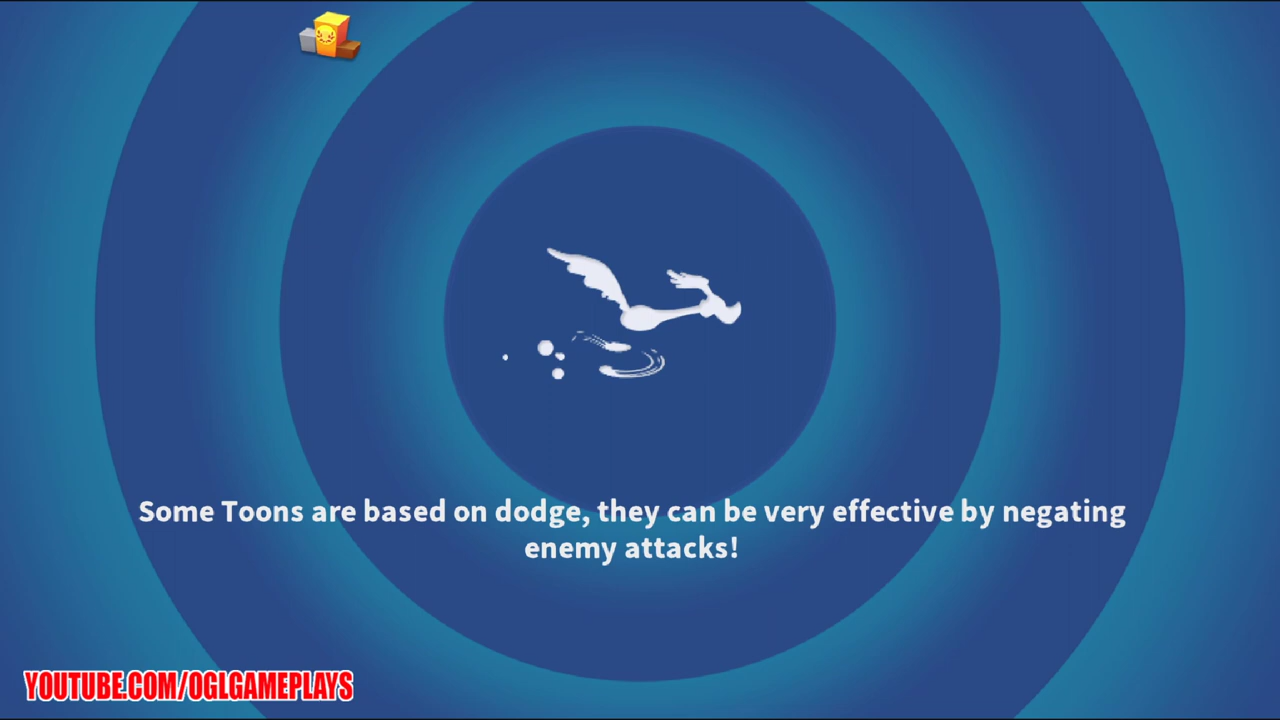 Some Toons are based on dodge, they can be very effective by negating
enemy attacks!
YOUTUBE.COM/OGLGAMEPLAYS